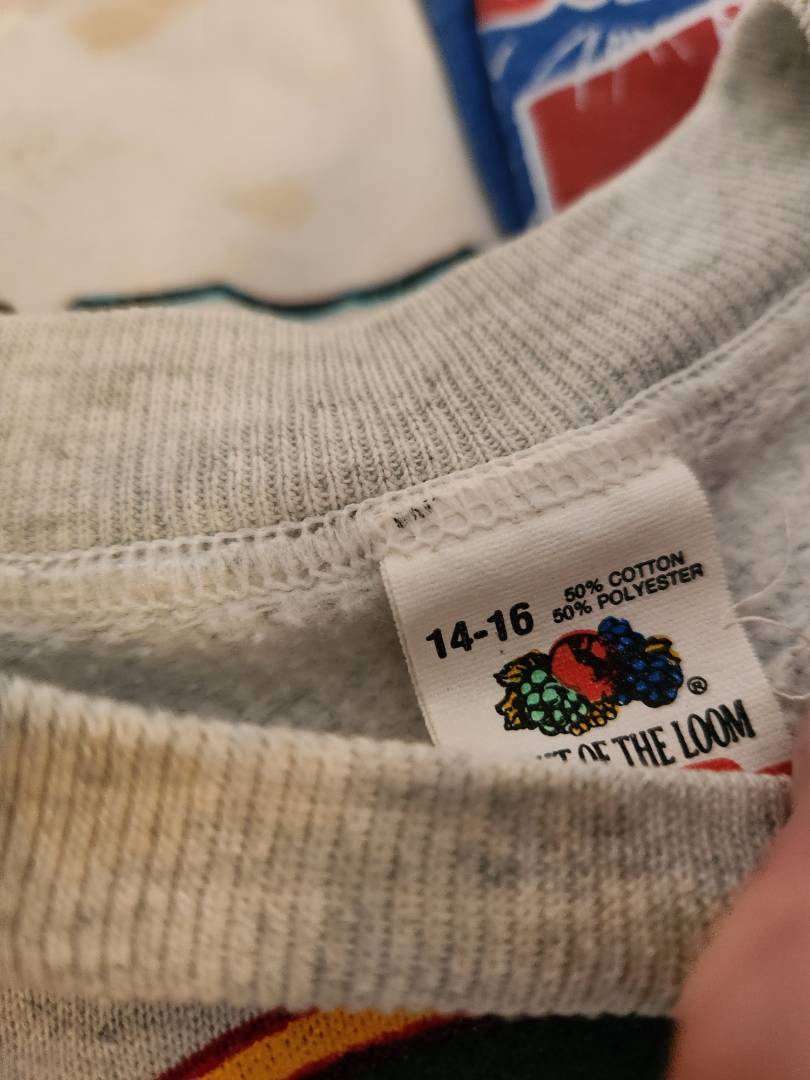 50% COTTON
50% POLYESTER
14-16
®
OF THE LOOM